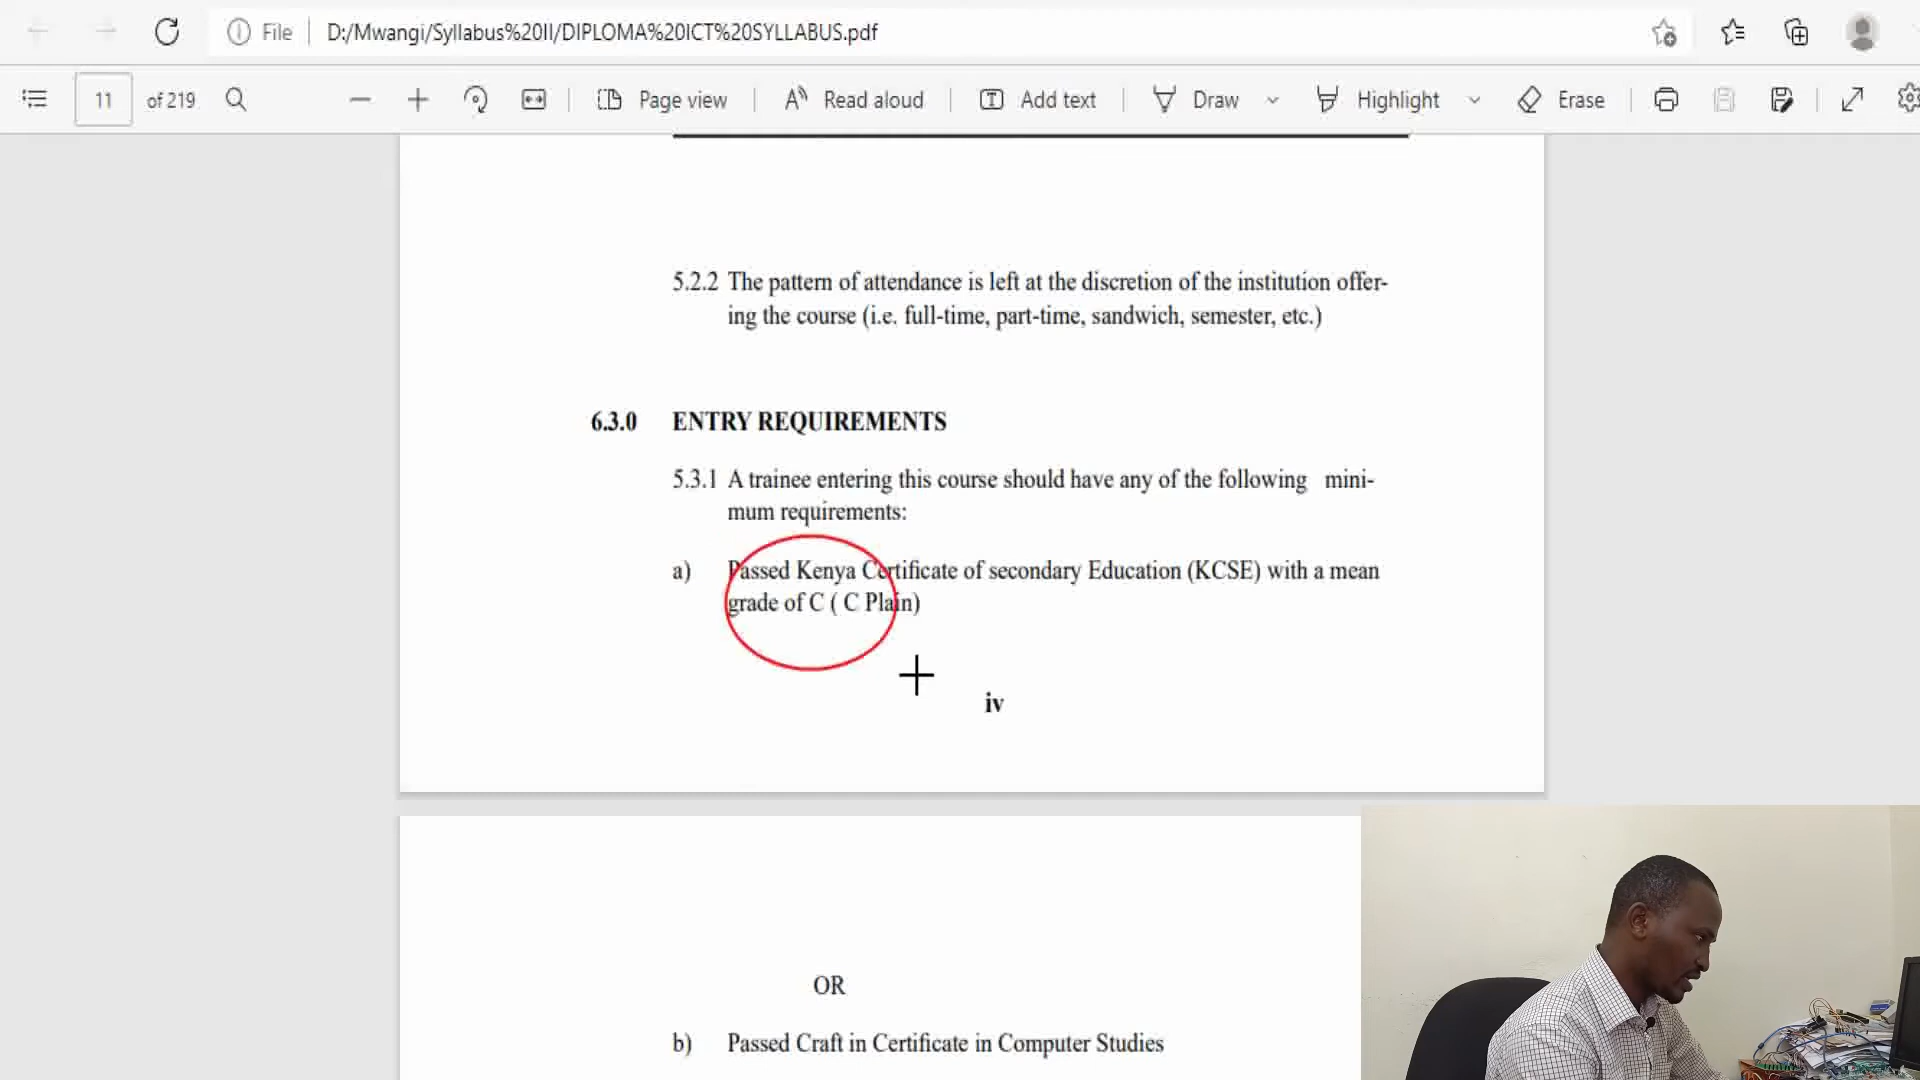 File
D:/Mwangi/Syllabus%20II/DIPLOMA%20ICT%20SYLLABUS.pdf
11 of 219
Page view
Read aloud
Add text
Draw
Highlight
Erase
5.2.2 The pattern of attendance is left at the discretion of the institution offer-
ing the course (i.e. full-time, part-time, sandwich, semester, etc.)
6.3.0 ENTRY REQUIREMENTS
5.3.1 A trainee entering this course should have any of the following mini-
mum requirements:
a) Passed Kenya Certificate of secondary Education (KCSE) with a mean
grade of C ( C Plain)
iv
OR
b) Passed Craft in Certificate in Computer Studies